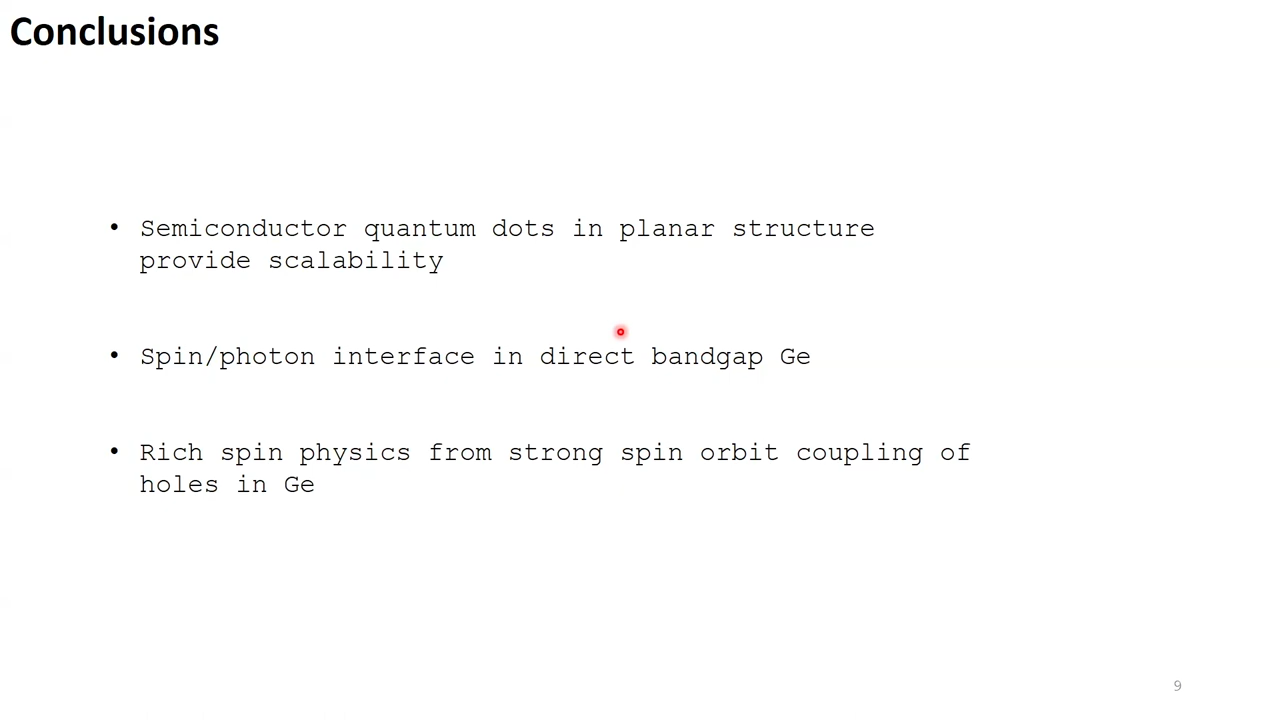 Conclusions
• Semiconductor quantum dots in planar structure
provide scalability
• Spin/photon interface in direct bandgap Ge
• Rich spin physics from strong spin orbit coupling of
holes in Ge
9